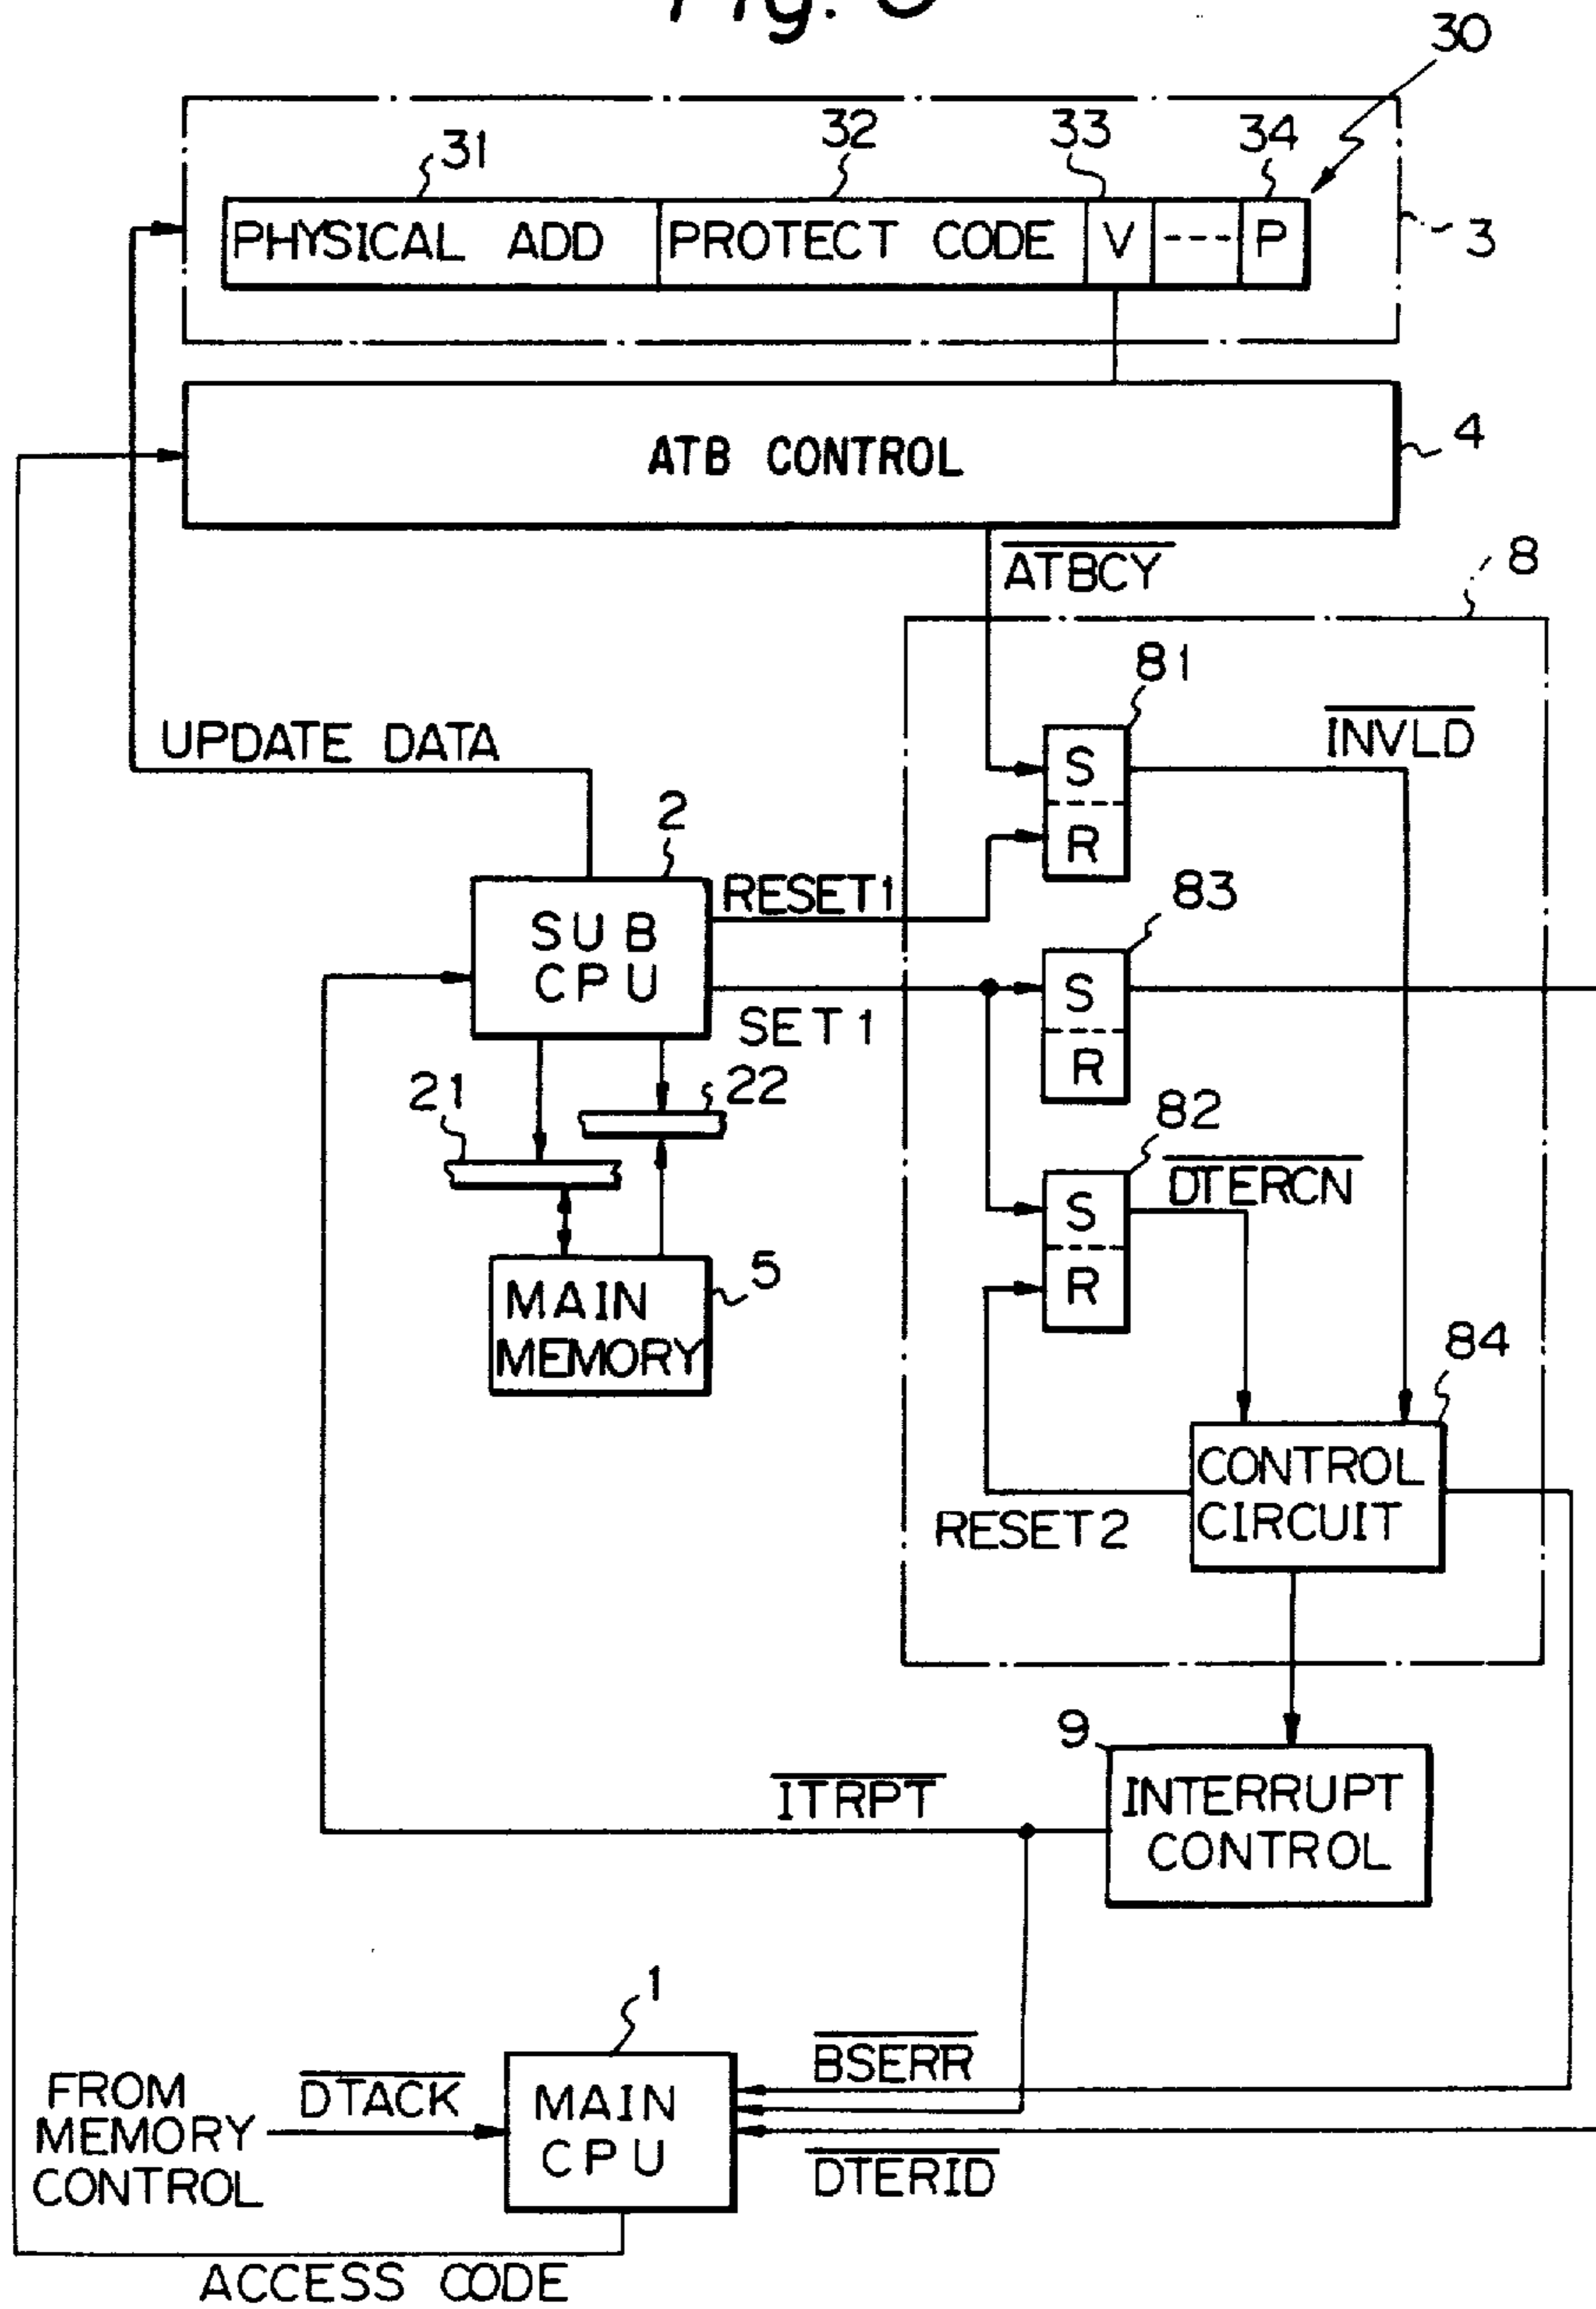 30
31
32
33
34
PHYSICAL ADD
PROTECT CODE
V
---
P
3
ATB CONTROL
4
ATBCY
8
81
INVLD
S
R
UPDATE DATA
2
RESET1
SUB
CPU
83
S
R
SET 1
21
22
82
DTERCN
S
R
5
MAIN
MEMORY
84
CONTROL
CIRCUIT
RESET2
9
ITRPT
INTERRUPT
CONTROL
1
BSERR
FROM
MEMORY
CONTROL
DTACK
MAIN
CPU
DTERID
ACCESS CODE